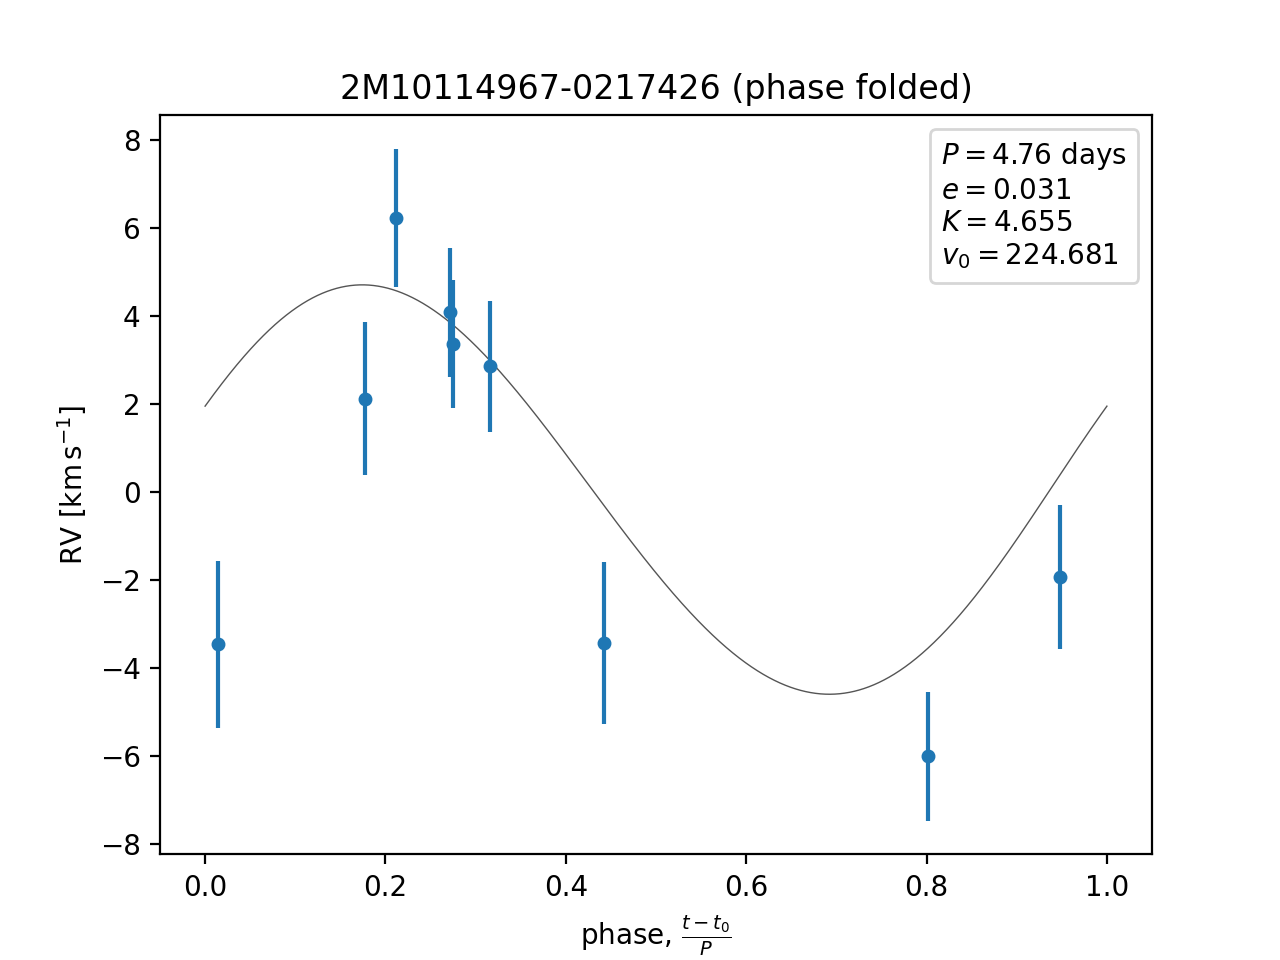 2M10114967-0217426 (phase folded)
P = 4.76 days
e = 0.031
K = 4.655
v₀ = 224.681
RV [km s⁻¹]
8
6
4
2
0
−2
−4
−6
−8
0.0 0.2 0.4 0.6 0.8 1.0
phase, (t − t₀)/P